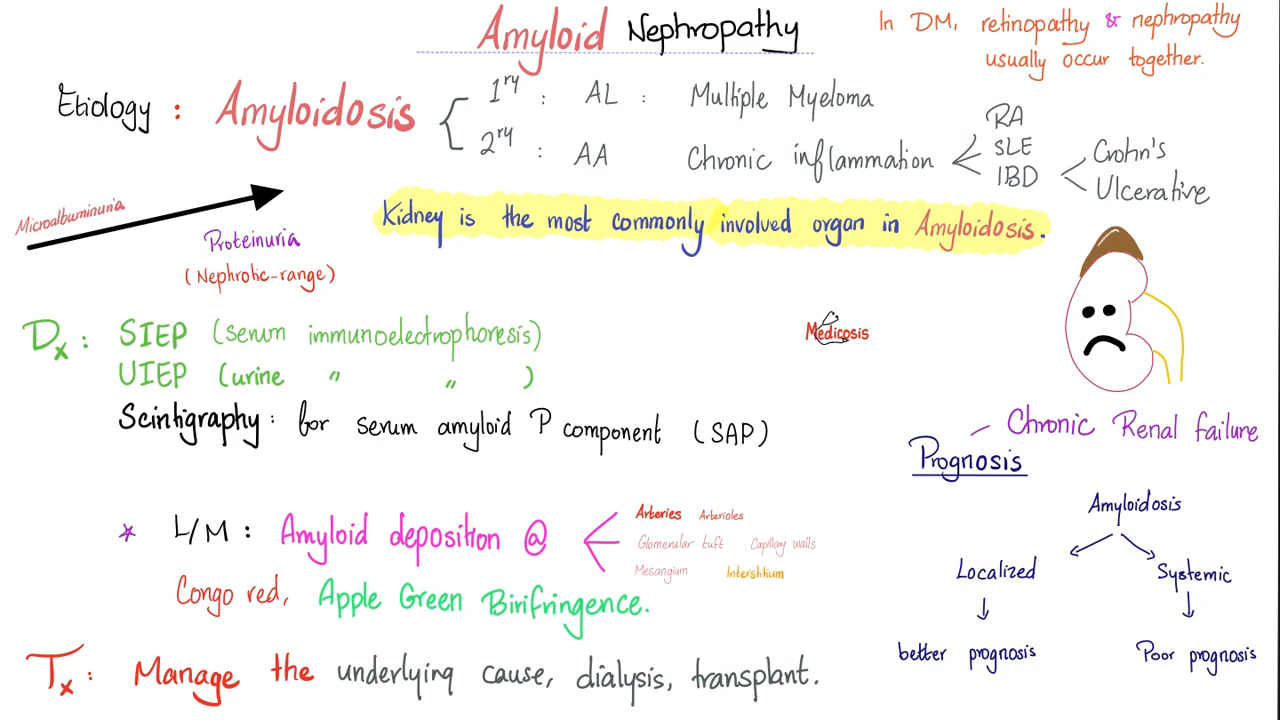 Amyloid Nephropathy
In DM, retinopathy & nephropathy
usually occur together.
Etiology : Amyloidosis
1ry : AL : Multiple Myeloma
2ry : AA Chronic inflammation
RA
SLE
IBD
Crohn's
Ulcerative
Microalbuminuria
Proteinuria
(Nephrotic-range)
Kidney is the most commonly involved organ in Amyloidosis.
Dx : SIEP (serum immunoelectrophoresis)
UIEP (urine " " )
Scintigraphy : for serum amyloid P component (SAP)
Medicosis
Prognosis
Chronic Renal failure
Amyloidosis
Localized Systemic
better prognosis Poor prognosis
* L/M : Amyloid deposition @
Arteries Arterioles
Glomerular tuft Capillary walls
Mesangium Interstitium
Congo red, Apple Green Birifringence.
Tx : Manage the underlying cause, dialysis, transplant.